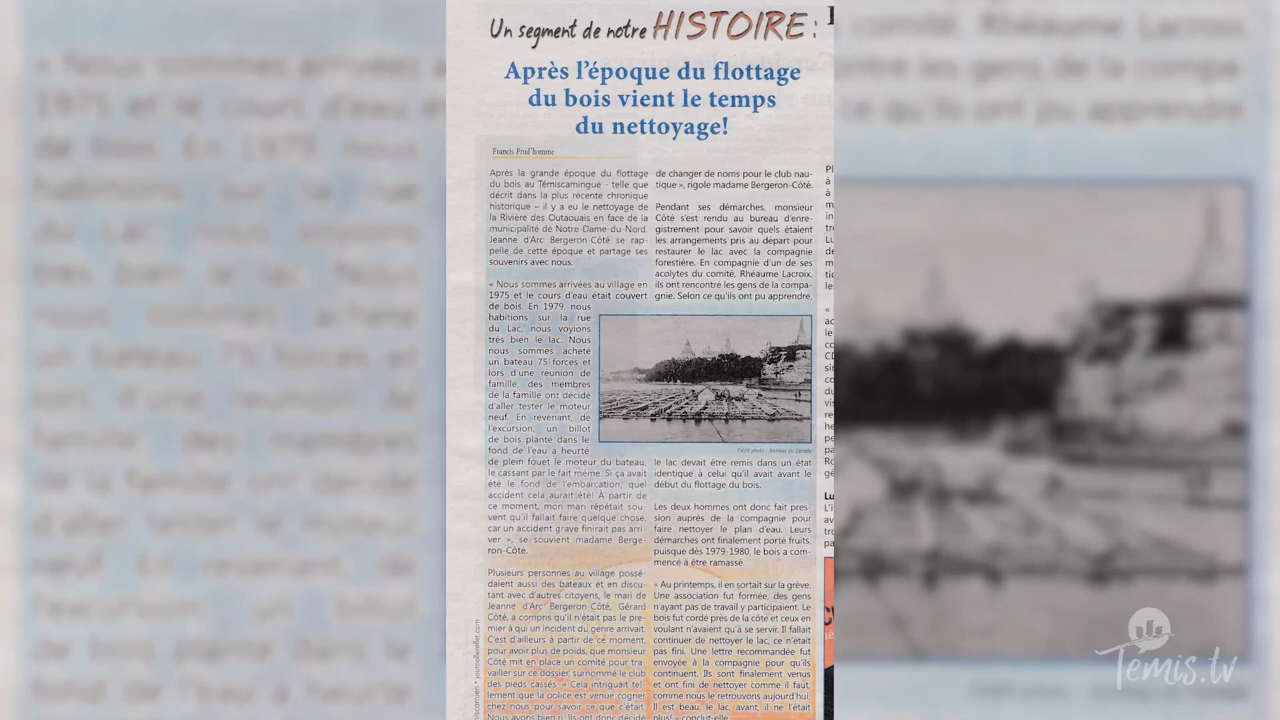 Un segment de notre HISTOIRE :
Après l'époque du flottage
du bois vient le temps
du nettoyage!
Francis Prud'homme
Après la grande époque du flottage
du bois au Témiscamingue - telle que
décrit dans la plus récente chronique
historique – il y a eu le nettoyage de
la Rivière des Outaouais en face de la
municipalité de Notre-Dame-du-Nord.
Jeanne d'Arc Bergeron-Côté se rap-
pelle de cette époque et partage ses
souvenirs avec nous.
« Nous sommes arrivées au village en
1975 et le cours d'eau était couvert
de bois. En 1979, nous
habitions sur la rue
du Lac, nous voyions
très bien le lac. Nous
nous sommes acheté
un bateau 75 forces et
lors d'une réunion de
famille, des membres
de la famille ont décidé
d'aller tester le moteur
neuf. En revenant, de
l'excursion, un billot
de bois planté dans le
fond de l'eau a heurté
de plein fouet le moteur du bateau,
le cassant par le fait même. Si ça avait
été le fond de l'embarcation, quel
accident cela aurait été! À partir de
ce moment, mon mari répétait sou-
vent qu'il fallait faire quelque chose,
car un accident grave finirait pas arri-
ver », se souvient madame Berge-
ron-Côté.
Plusieurs personnes au village possé-
daient aussi des bateaux et en discu-
tant avec d'autres citoyens, le mari de
Jeanne d'Arc Bergeron-Côté, Gérard
Côté, a compris qu'il n'était pas le pre-
mier à qui un incident du genre arrivait.
C'est d'ailleurs à partir de ce moment,
pour avoir plus de poids, que monsieur
Côté mit en place un comité pour tra-
vailler sur ce dossier, surnommé le club
des pieds cassés. « Cela intriguait tel-
lement que la police est venue cogner
chez nous pour savoir ce que c'était.
Nous avons bien ri. Ils ont donc décidé
de changer de noms pour le club nau-
tique », rigole madame Bergeron-Côté.
Pendant ses démarches, monsieur
Côté s'est rendu au bureau d'enre-
gistrement pour savoir quels étaient
les arrangements pris au départ pour
restaurer le lac avec la compagnie
forestière. En compagnie d'un de ses
acolytes du comité, Rhéaume Lacroix,
ils ont rencontré les gens de la compa-
gnie. Selon ce qu'ils ont pu apprendre,
Crédit photo : Archives du Canada
le lac devait être remis dans un état
identique à celui qu'il avait avant le
début du flottage du bois.
Les deux hommes ont donc fait pres-
sion auprès de la compagnie pour
faire nettoyer le plan d'eau. Leurs
démarches ont finalement porté fruits,
puisque dès 1979-1980, le bois a com-
mencé à être ramassé.
« Au printemps, il en sortait sur la grève.
Une association fut formée, des gens
n'ayant pas de travail y participaient. Le
bois fut cordé près de la côte et ceux en
voulant n'avaient qu'à se servir. Il fallait
continuer de nettoyer le lac, ce n'était
pas fini. Une lettre recommandée fut
envoyée à la compagnie pour qu'ils
continuent. Ils sont finalement venus
et ont fini de nettoyer comme il faut,
comme nous le retrouvons aujourd'hui.
Il est beau, le lac, avant, il ne l'était
plus! » conclut-elle.
journallereflet.com
Temis.tv